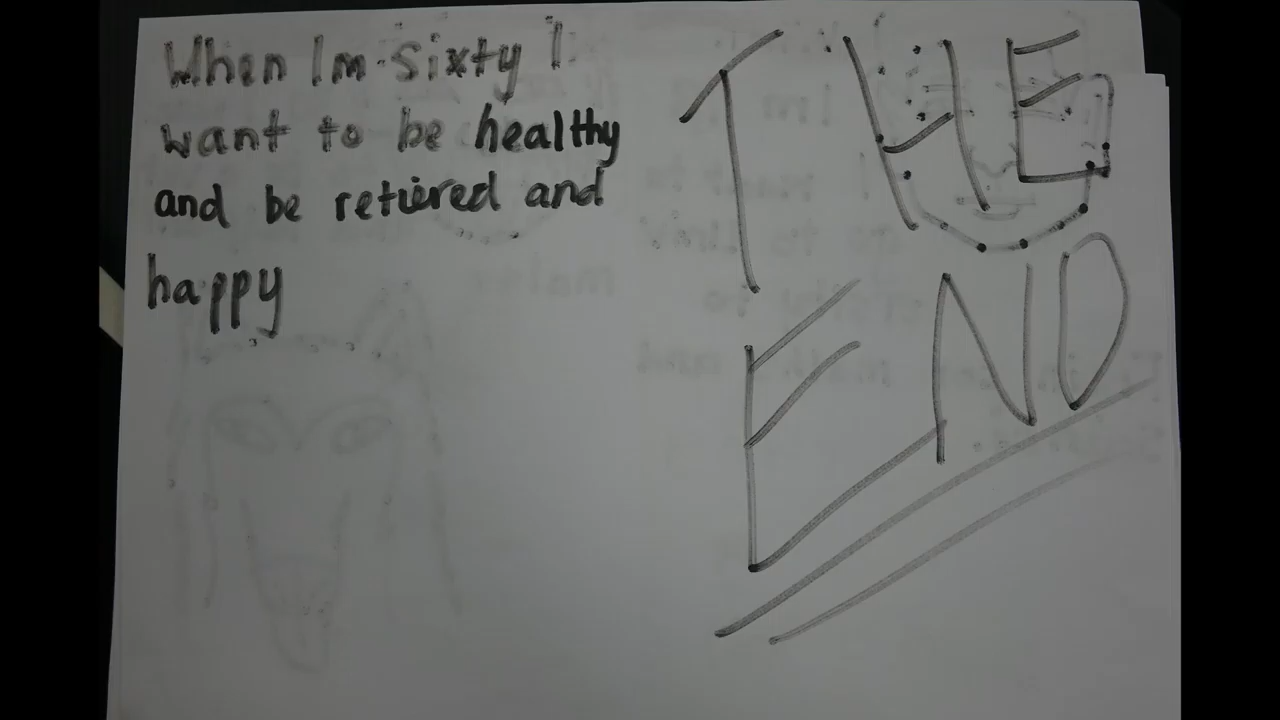 When Im sixty I
want to be healthy
and be retiered and
happy
THE
END